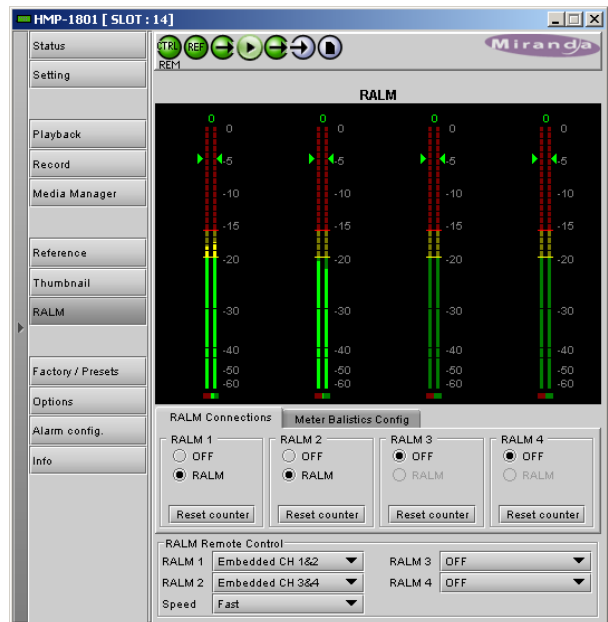 HMP-1801 [ SLOT : 14]
Status
Setting
Playback
Record
Media Manager
Reference
Thumbnail
RALM
Factory / Presets
Options
Alarm config.
Info
CTRL REF
REM
Miranda
RALM
0 0 0 0
0 0 0 0
-5 -5 -5 -5
-10 -10 -10 -10
-15 -15 -15 -15
-20 -20 -20 -20
-30 -30 -30 -30
-40 -40 -40 -40
-50 -50 -50 -50
-60 -60 -60 -60
RALM Connections Meter Balistics Config
RALM 1 RALM 2 RALM 3 RALM 4
OFF OFF OFF OFF
RALM RALM RALM RALM
Reset counter Reset counter Reset counter Reset counter
RALM Remote Control
RALM 1 Embedded CH 1&2 RALM 3 OFF
RALM 2 Embedded CH 3&4 RALM 4 OFF
Speed Fast